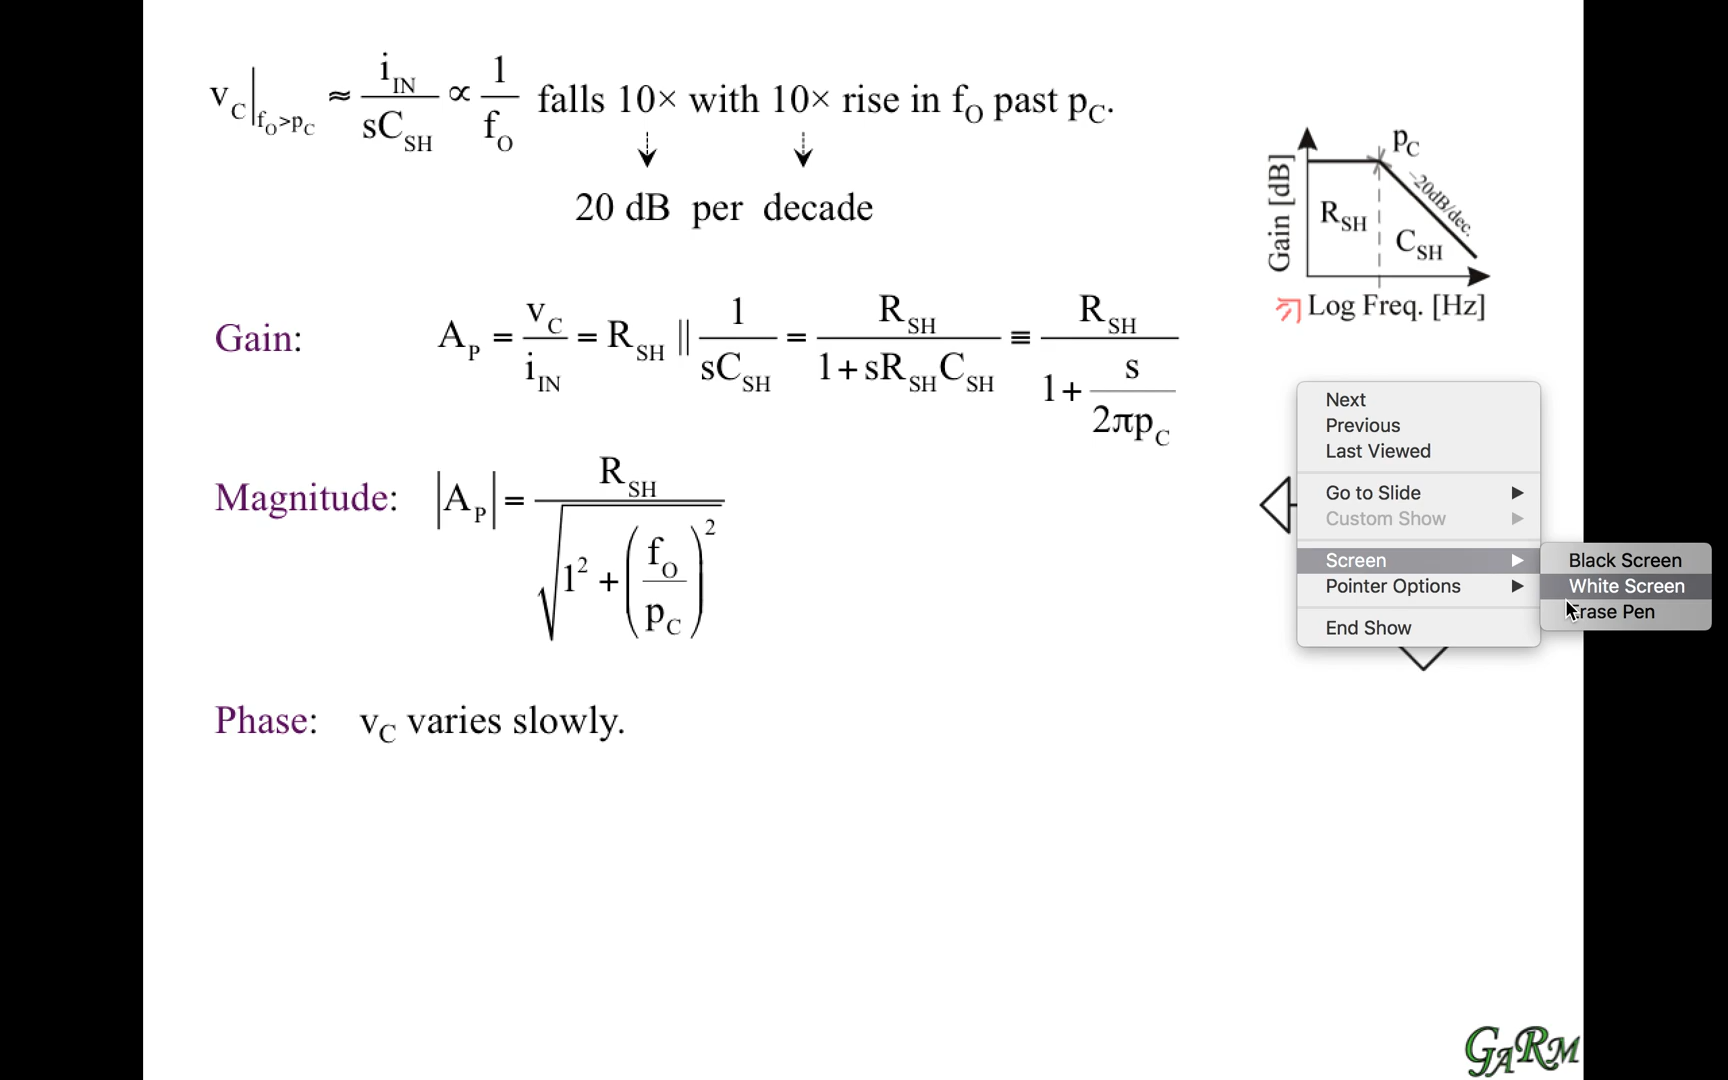 v_C|_{f_O>p_C} ≈ i_IN / sC_SH ∝ 1 / f_O falls 10× with 10× rise in f_O past p_C.
20 dB per decade
Gain: A_P = v_C / i_IN = R_SH || 1 / sC_SH = R_SH / (1+sR_SH C_SH) ≡ R_SH / (1+ s / 2πp_C)
Magnitude: |A_P| = R_SH / √(1² + (f_O / p_C)²)
Phase: v_C varies slowly.
Gain [dB]
p_C
−20dB/dec.
R_SH
C_SH
Log Freq. [Hz]
Next
Previous
Last Viewed
Go to Slide
Custom Show
Screen
Pointer Options
End Show
Black Screen
White Screen
Erase Pen
GARM